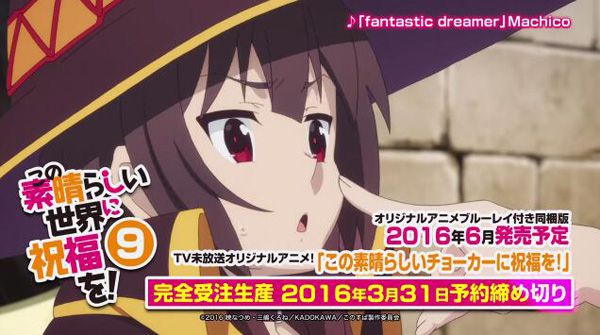 ♪「fantastic dreamer」Machico
この
素晴らしい
世界に
祝福
を！
⑨
オリジナルアニメブルーレイ付き同梱版
2016年6月発売予定
TV未放送オリジナルアニメ！「この素晴らしいチョーカーに祝福を！」
完全受注生産 2016年3月31日予約締め切り
©2016 暁なつめ・三嶋くろね／KADOKAWA／このすば製作委員会